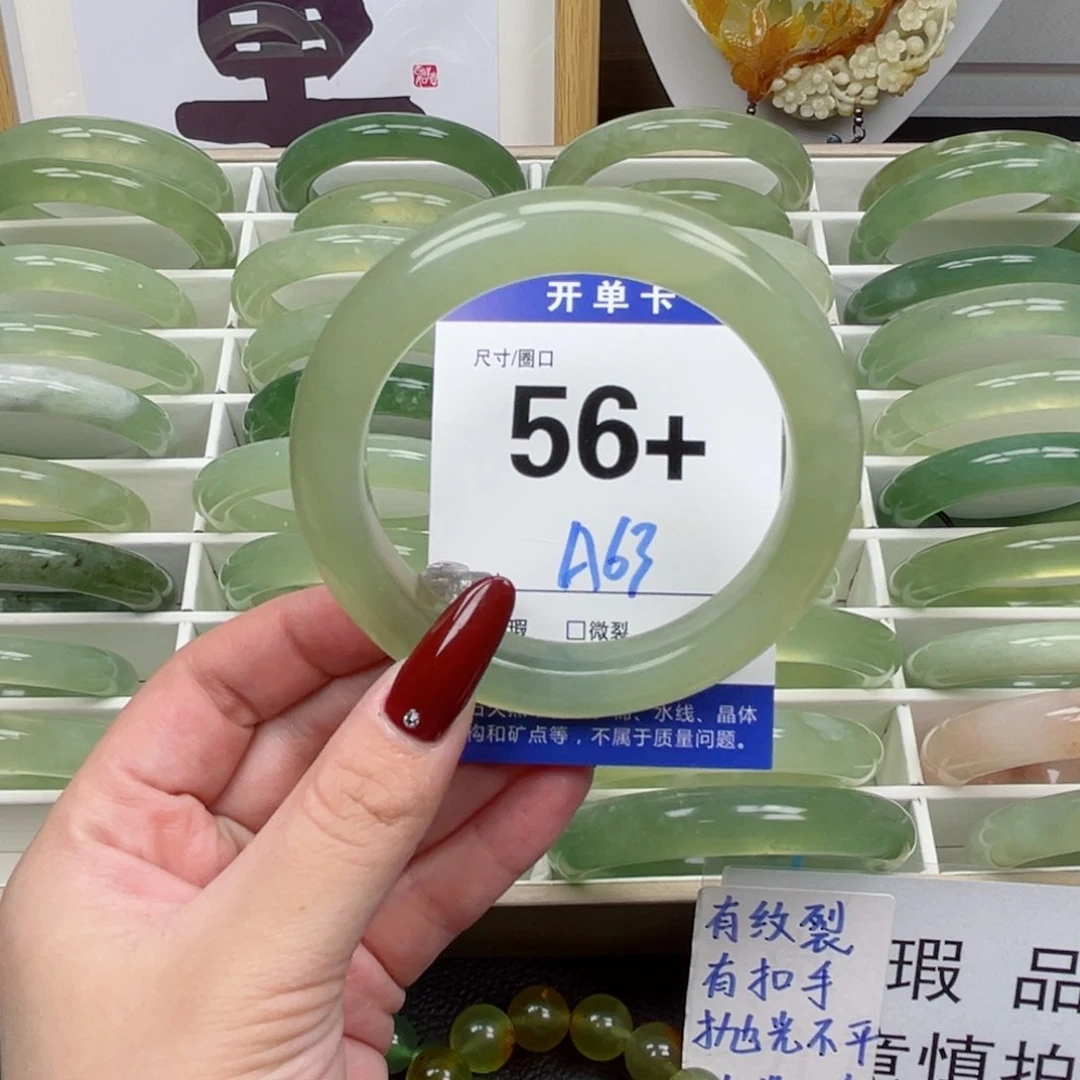 开单卡
尺寸/圈口
56+
A63
瑕 □微裂
、水线、晶体
构和矿点等，不属于质量问题。
有纹裂
有扣手
抛光不平
瑕 品
慎拍